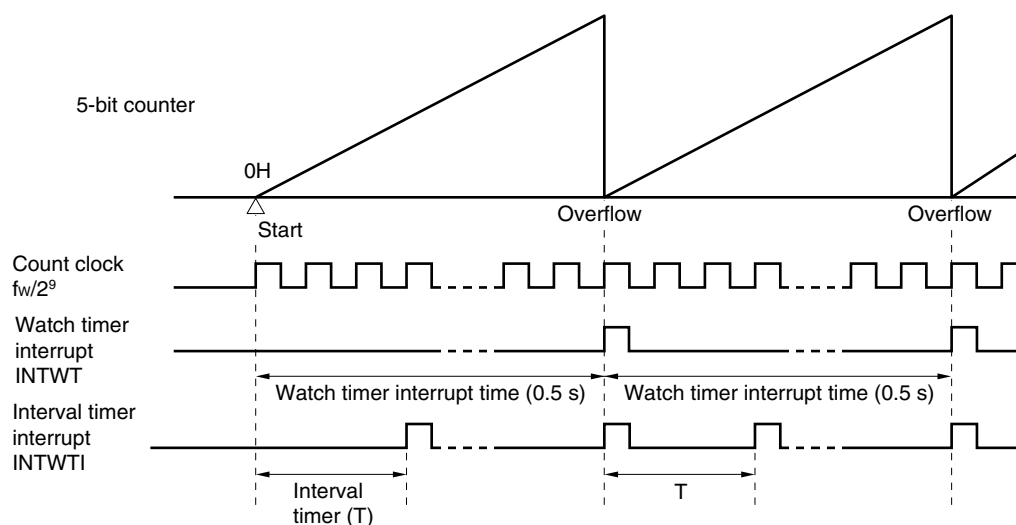 5-bit counter
0H
Start
Overflow
Overflow
Count clock
fw/2⁹
Watch timer
interrupt
INTWT
Watch timer interrupt time (0.5 s)
Watch timer interrupt time (0.5 s)
Interval timer
interrupt
INTWTI
Interval
timer (T)
T